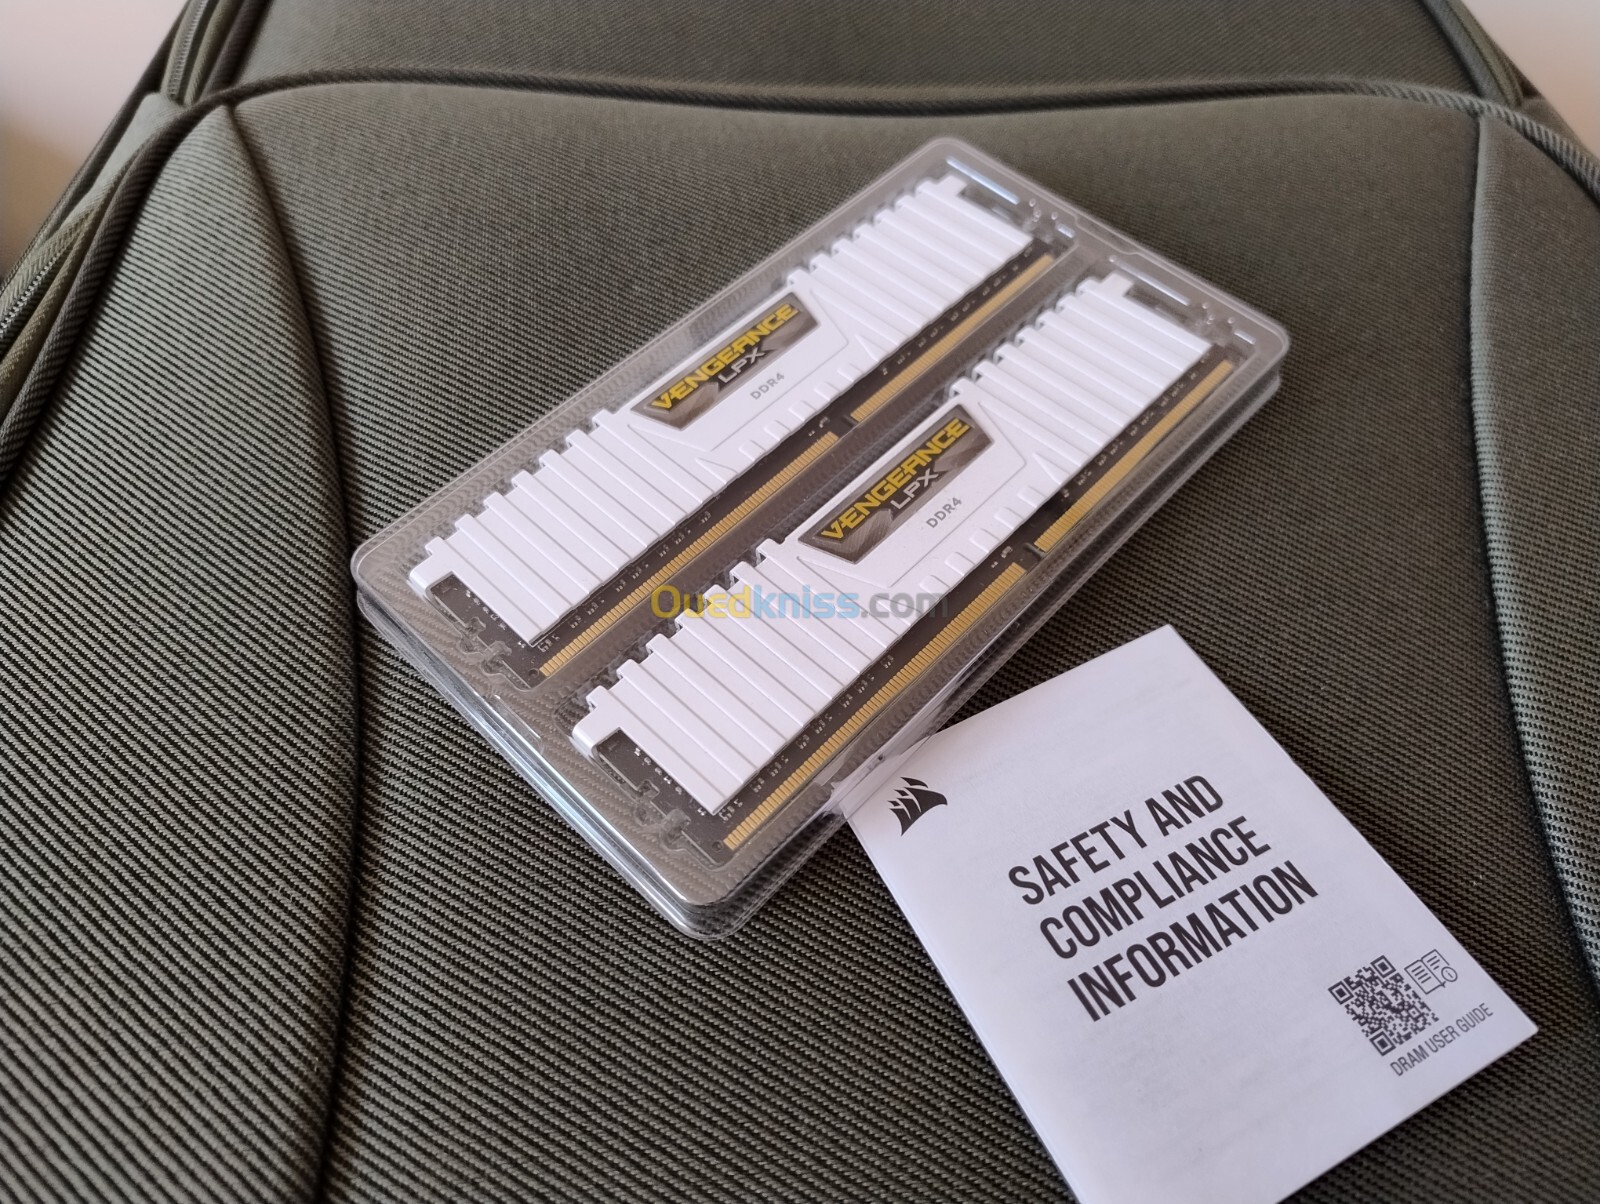 VENGEANCE
LPX
DDR4
VENGEANCE
LPX
DDR4
Ouedkniss.com
SAFETY AND
COMPLIANCE
INFORMATION
DRAM USER GUIDE